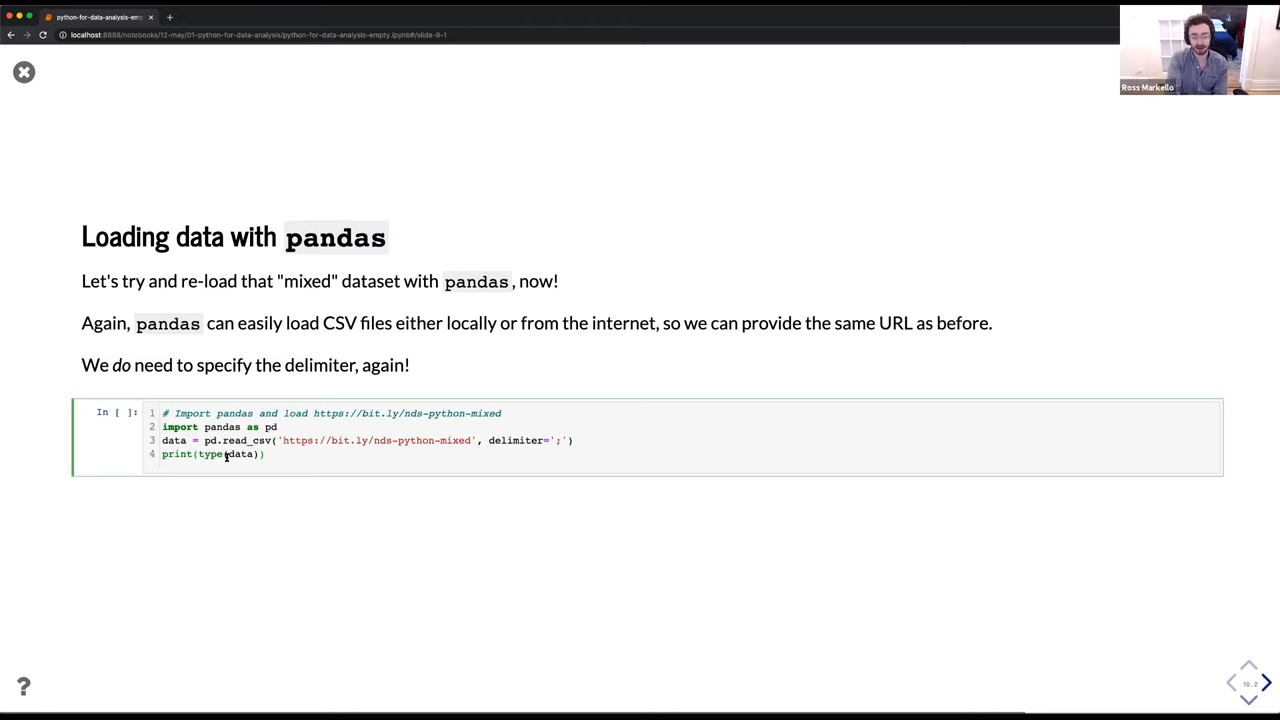 python-for-data-analysis-emp
localhost:8888/notebooks/12-may/01-python-for-data-analysis/python-for-data-analysis-empty.ipynb#/slide-9-1
Ross Markello
Loading data with pandas
Let's try and re-load that "mixed" dataset with pandas, now!
Again, pandas can easily load CSV files either locally or from the internet, so we can provide the same URL as before.
We do need to specify the delimiter, again!
In [ ]:
1 # Import pandas and load https://bit.ly/nds-python-mixed
2 import pandas as pd
3 data = pd.read_csv('https://bit.ly/nds-python-mixed', delimiter=';')
4 print(type(data))
?
10.2